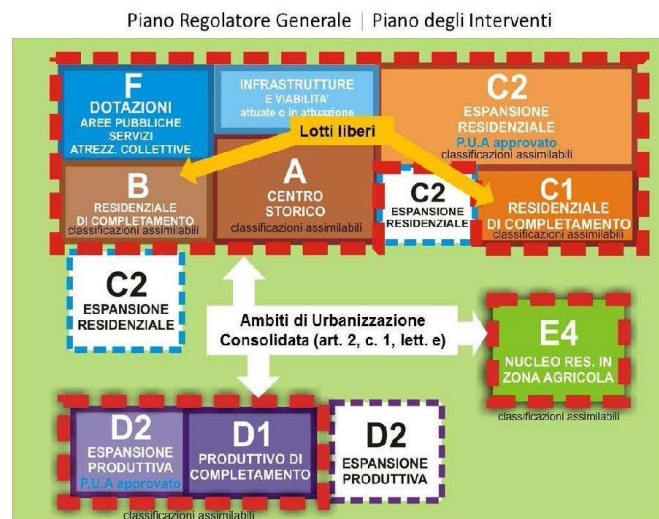 Piano Regolatore Generale | Piano degli Interventi
F
DOTAZIONI
AREE PUBBLICHE
SERVIZI
ATREZZ. COLLETTIVE
INFRASTRUTTURE
E VIABILITA'
attuate o in attuazione
C2
ESPANSIONE
RESIDENZIALE
P.U.A approvato
classificazioni assimilabili
Lotti liberi
B
RESIDENZIALE
DI COMPLETAMENTO
classificazioni assimilabili
A
CENTRO
STORICO
classificazioni assimilabili
C2
ESPANSIONE
RESIDENZIALE
C1
RESIDENZIALE
DI COMPLETAMENTO
classificazioni assimilabili
C2
ESPANSIONE
RESIDENZIALE
Ambiti di Urbanizzazione
Consolidata (art. 2, c. 1, lett. e)
E4
NUCLEO RES. IN
ZONA AGRICOLA
classificazioni assimilabili
D2
ESPANSIONE
PRODUTTIVA
P.U.A approvato
D1
PRODUTTIVO DI
COMPLETAMENTO
classificazioni assimilabili
D2
ESPANSIONE
PRODUTTIVA